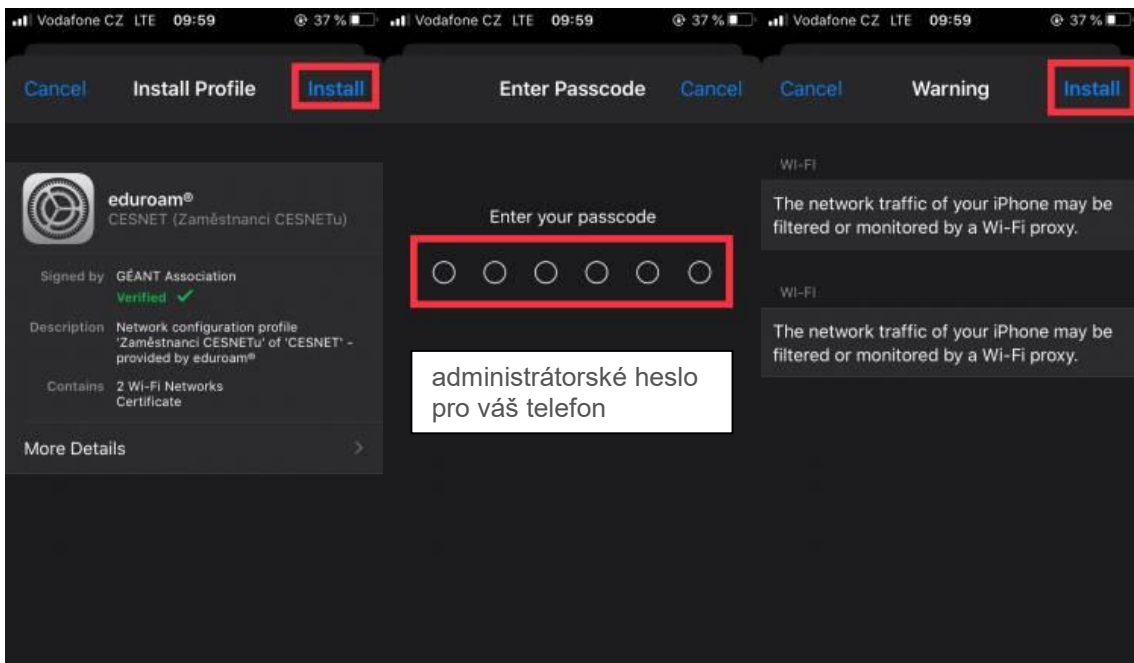 Vodafone CZ LTE 09:59 37 %
Cancel Install Profile Install
eduroam®
CESNET (Zaměstnanci CESNETu)
Signed by GÉANT Association
Verified ✓
Description Network configuration profile
'Zaměstnanci CESNETu' of 'CESNET' -
provided by eduroam®
Contains 2 Wi-Fi Networks
Certificate
More Details
Vodafone CZ LTE 09:59 37 %
Enter Passcode Cancel
Enter your passcode
administrátorské heslo
pro váš telefon
Vodafone CZ LTE 09:59 37 %
Cancel Warning Install
WI-FI
The network traffic of your iPhone may be
filtered or monitored by a Wi-Fi proxy.
WI-FI
The network traffic of your iPhone may be
filtered or monitored by a Wi-Fi proxy.